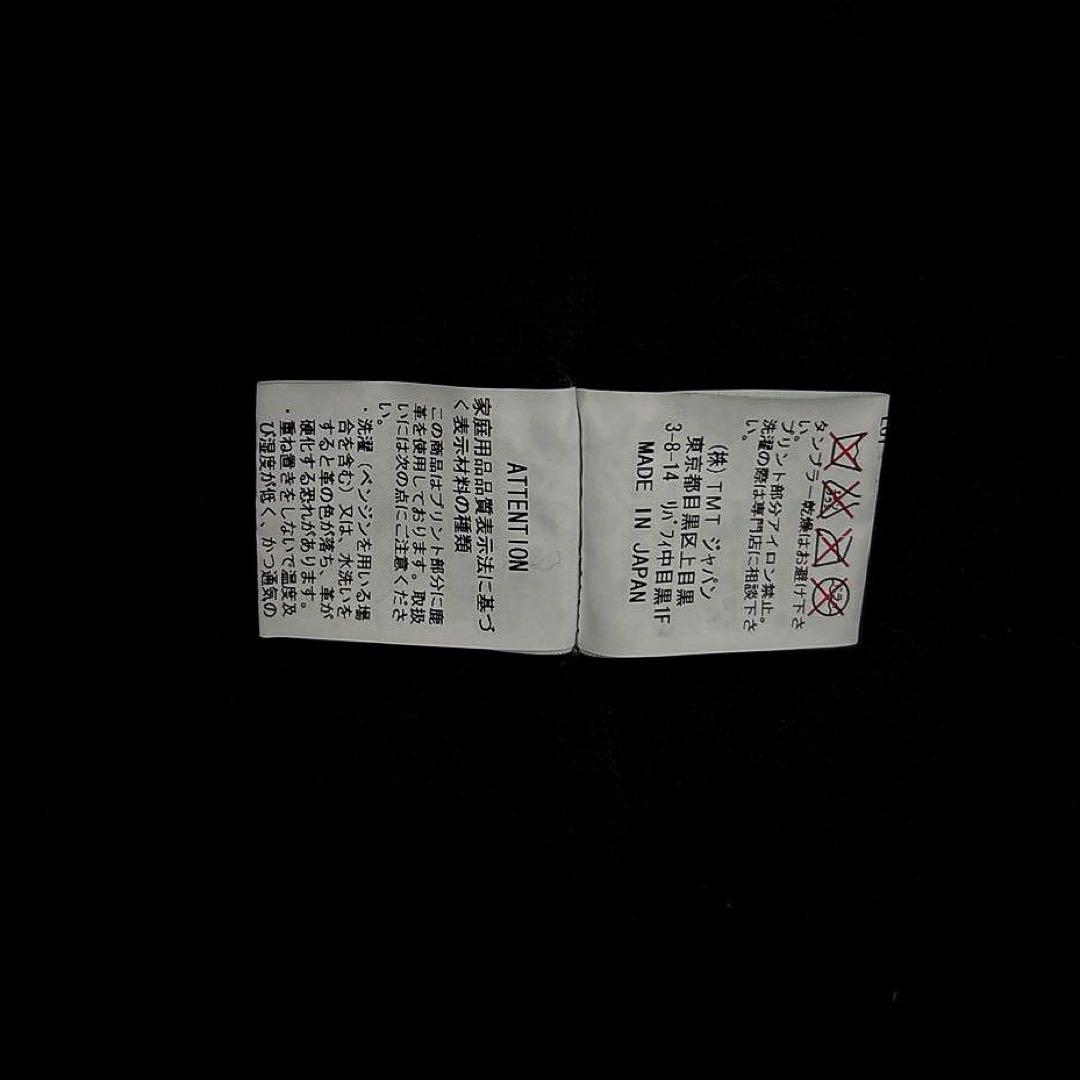 タンブラー乾燥はお避け下さ
い。
プリント部分アイロン禁止。
洗濯の際は専門店に相談下さ
い。
(株)TMT ジャパン
東京都目黒区上目黒
3-8-14 リバフィ中目黒1F
MADE IN JAPAN
ATTENTION
家庭用品品質表示法に基づ
く表示材料の種類
この商品はプリント部分に鹿
革を使用しております。取扱
いには次の点にご注意くださ
い。
・洗濯(ベンジンを用いる場
合を含む)又は、水洗いを
すると革の色が落ち、革が
硬化する恐れがあります。
・重ね置きをしないで温度及
び湿度が低く、かつ通気の